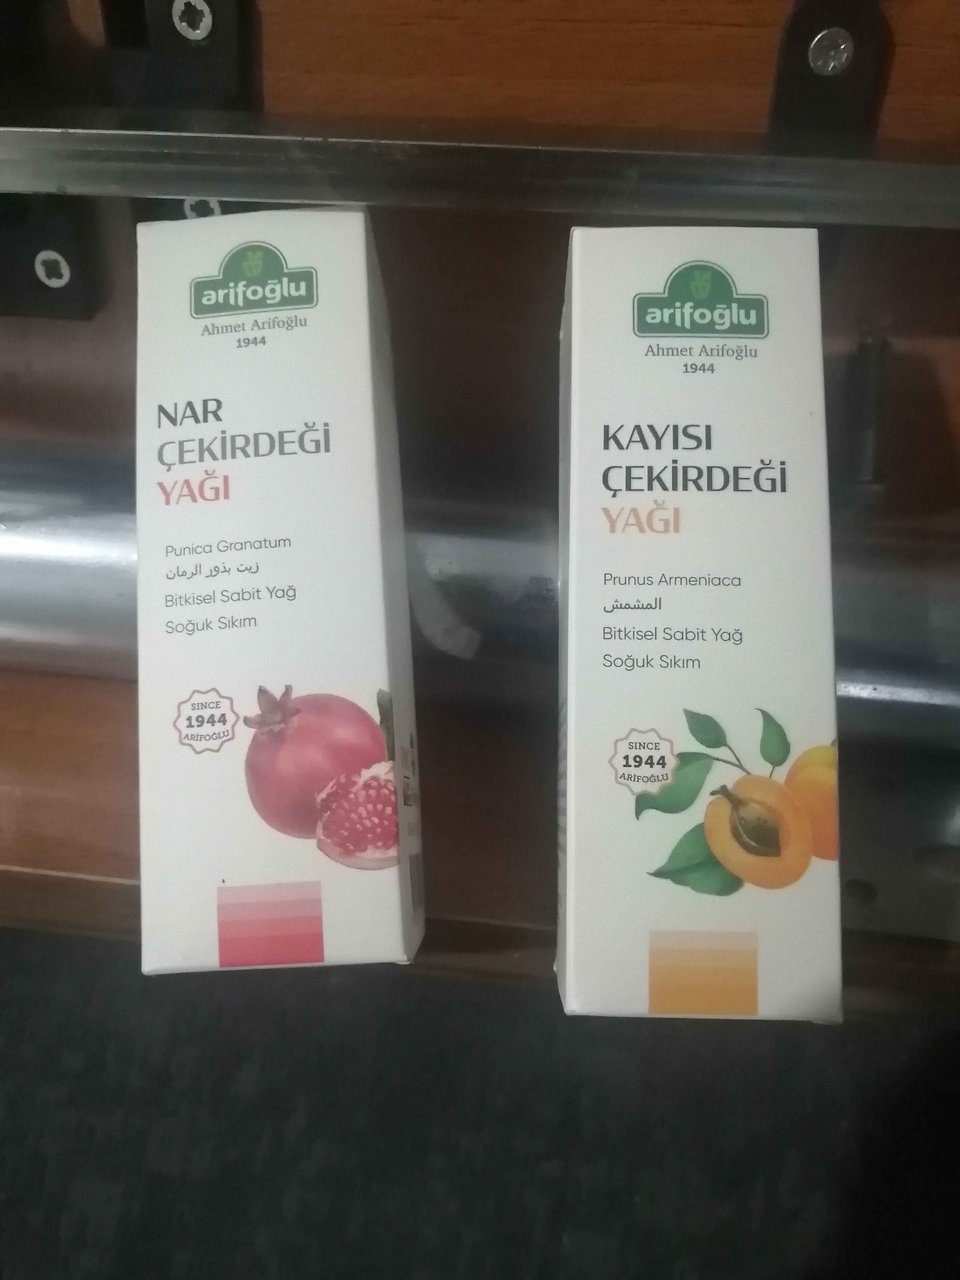 arifoğlu
Ahmet Arifoğlu
1944
NAR
ÇEKİRDEĞİ
YAĞI
Punica Granatum
زيت بذور الرمان
Bitkisel Sabit Yağ
Soğuk Sıkım
SINCE
1944
ARİFOĞLU
arifoğlu
Ahmet Arifoğlu
1944
KAYISI
ÇEKİRDEĞİ
YAĞI
Prunus Armeniaca
المشمش
Bitkisel Sabit Yağ
Soğuk Sıkım
SINCE
1944
ARİFOĞLU